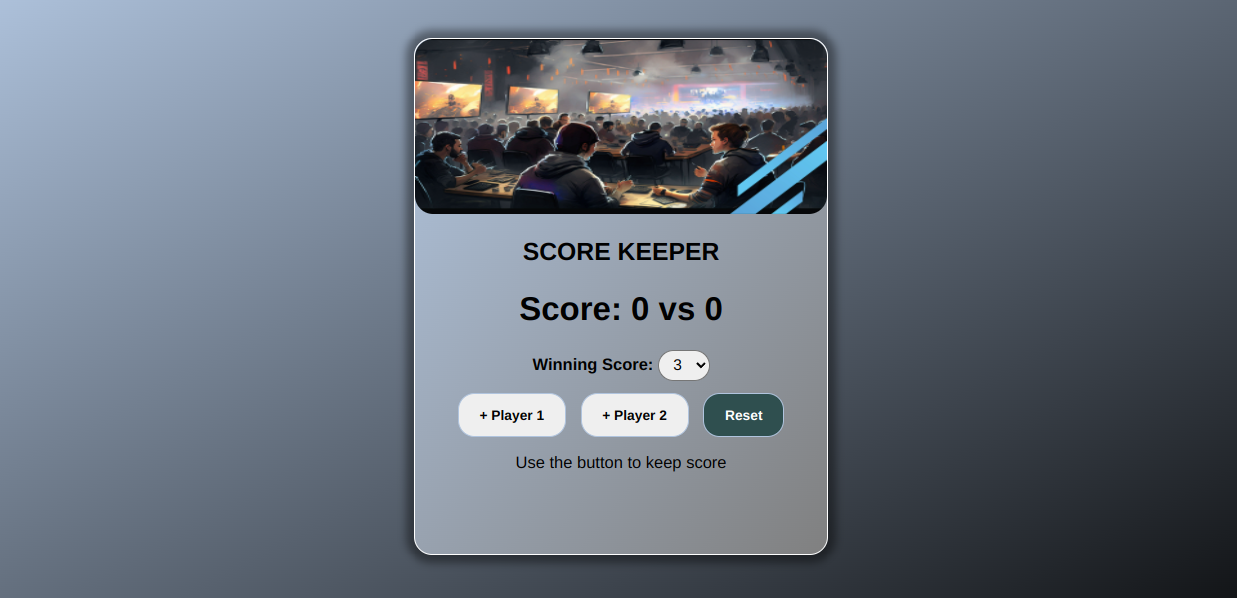 SCORE KEEPER
Score: 0 vs 0
Winning Score: 3
+ Player 1 + Player 2 Reset
Use the button to keep score